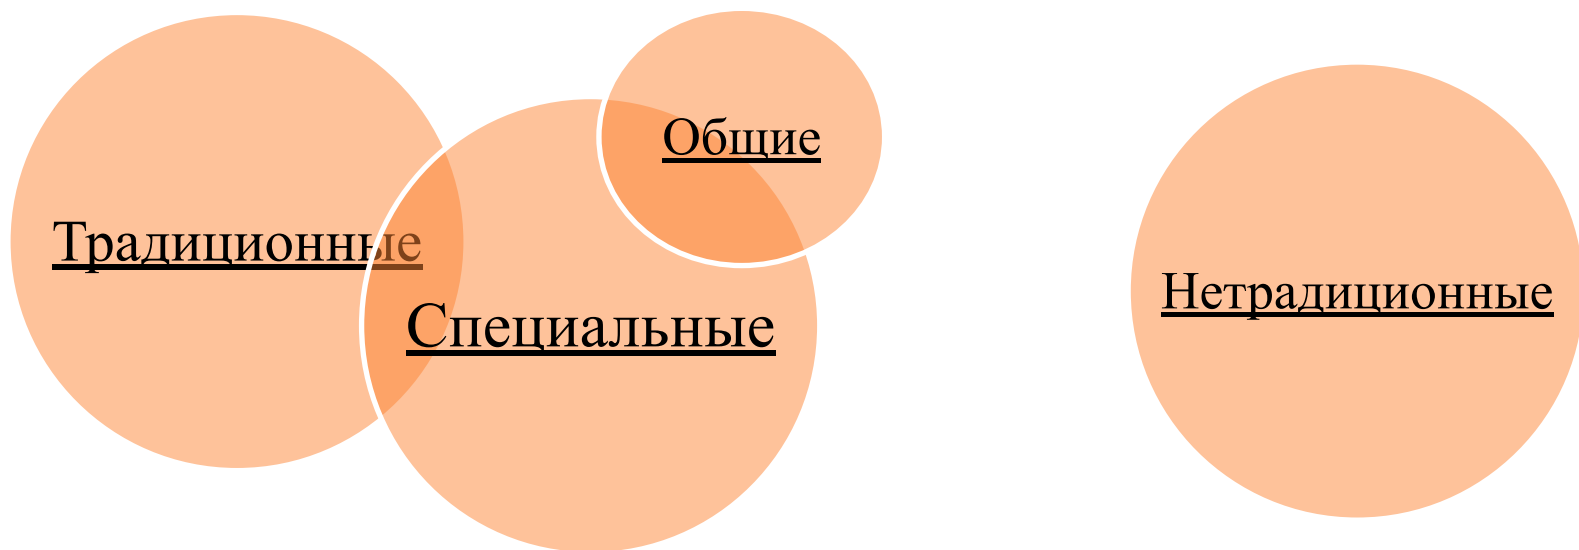 Общие
Традиционные
Специальные
Нетрадиционные